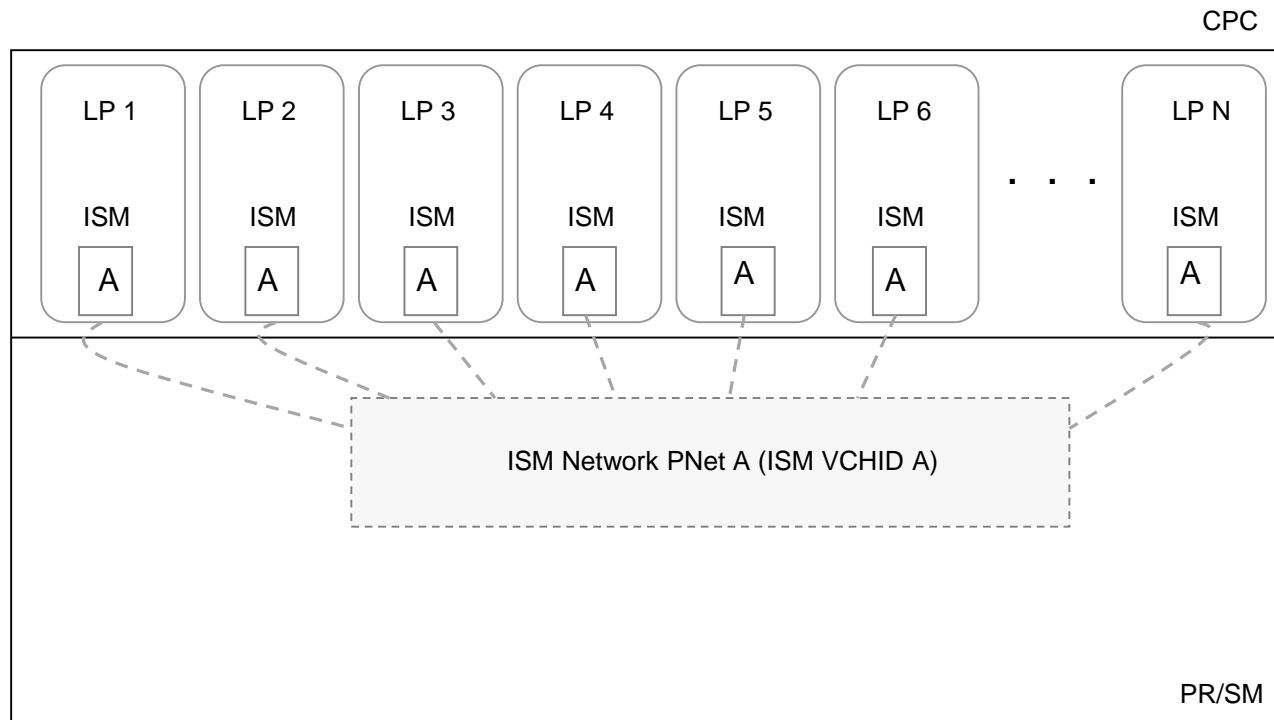 CPC
LP 1 LP 2 LP 3 LP 4 LP 5 LP 6 LP N
. . .
ISM ISM ISM ISM ISM ISM ISM
A A A A A A A
ISM Network PNet A (ISM VCHID A)
PR/SM